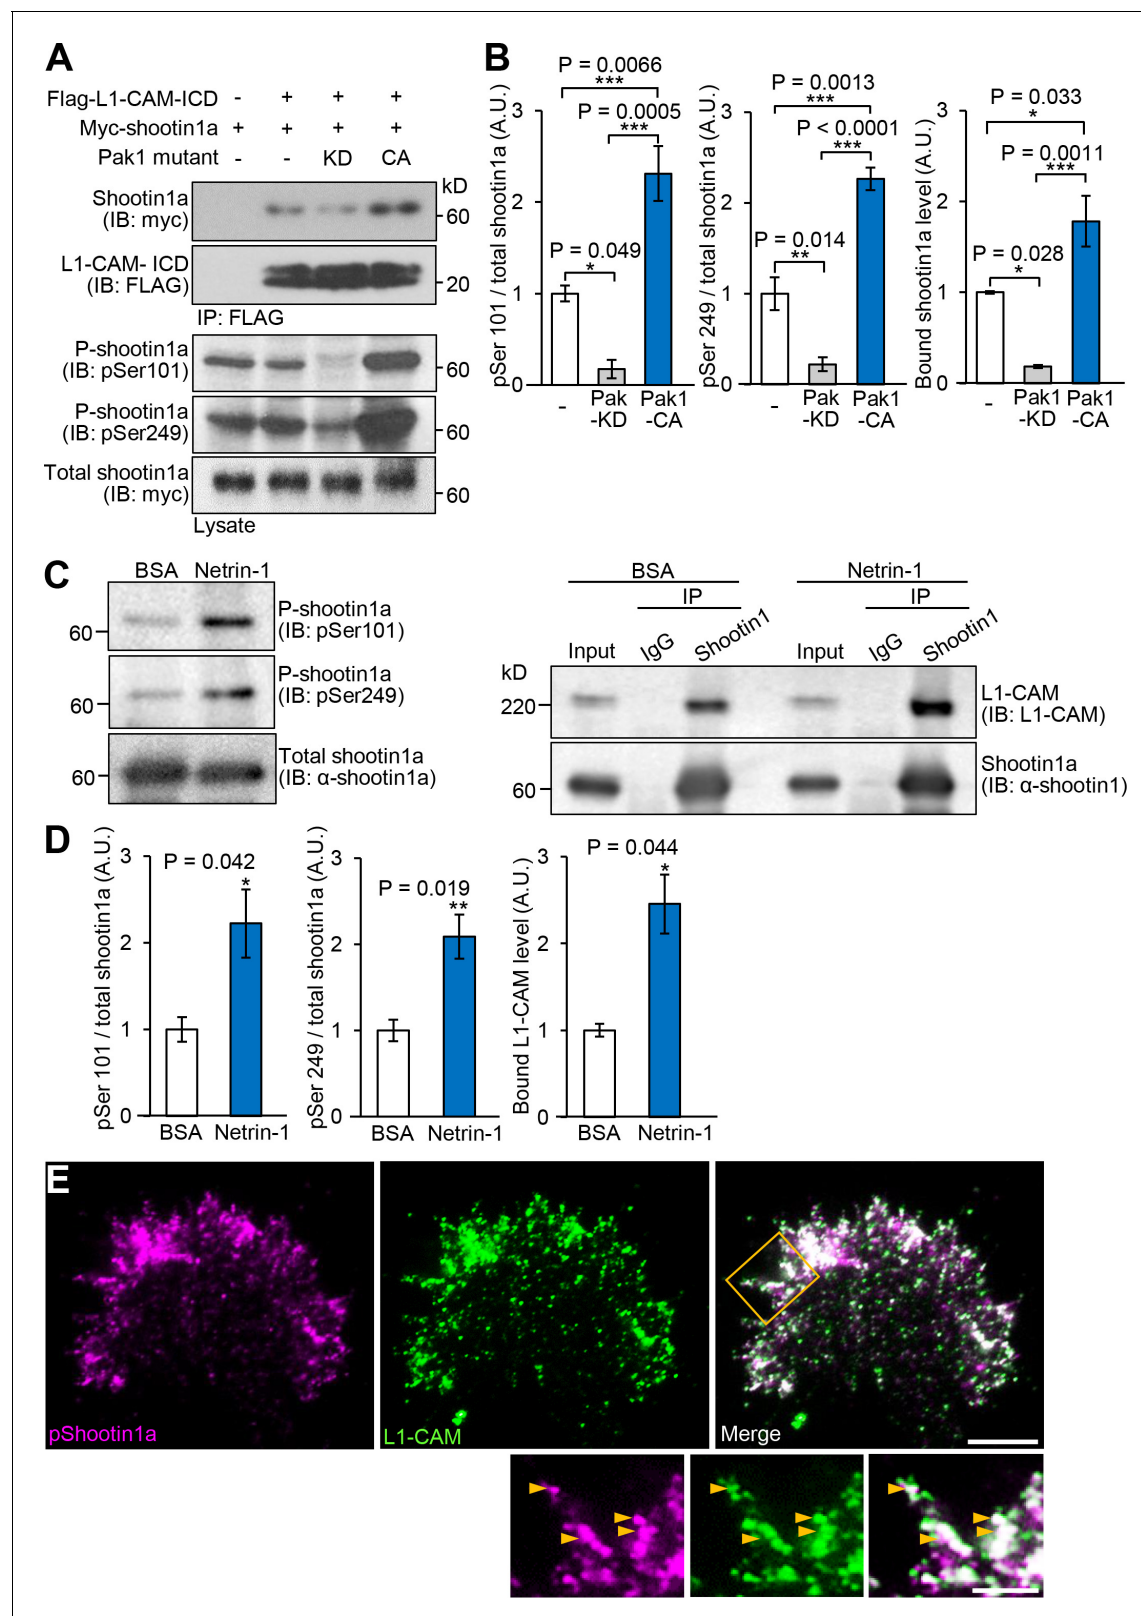 A
Flag-L1-CAM-ICD - + + +
Myc-shootin1a + + + +
Pak1 mutant - - KD CA
kD
Shootin1a
(IB: myc)
60
L1-CAM- ICD
(IB: FLAG)
20
IP: FLAG
P-shootin1a
(IB: pSer101)
60
P-shootin1a
(IB: pSer249)
60
Total shootin1a
(IB: myc)
60
Lysate
B
pSer 101 / total shootin1a (A.U.)
3
2
1
0
P = 0.0066
***
P = 0.0005
***
P = 0.049
*
- Pak -KD Pak1 -CA
pSer 249 / total shootin1a (A.U.)
3
2
1
0
P = 0.0013
***
P < 0.0001
***
P = 0.014
**
- Pak -KD Pak1 -CA
Bound shootin1a level (A.U.)
3
2
1
0
P = 0.033
*
P = 0.0011
***
P = 0.028
*
- Pak1 -KD Pak1 -CA
C
BSA Netrin-1
60
P-shootin1a
(IB: pSer101)
60
P-shootin1a
(IB: pSer249)
60
Total shootin1a
(IB: α-shootin1a)
BSA Netrin-1
IP IP
Input IgG Shootin1 Input IgG Shootin1
kD
220
L1-CAM
(IB: L1-CAM)
60
Shootin1a
(IB: α-shootin1)
D
pSer 101 / total shootin1a (A.U.)
3
2
1
0
P = 0.042
*
BSA Netrin-1
pSer 249 / total shootin1a (A.U.)
3
2
1
0
P = 0.019
**
BSA Netrin-1
Bound L1-CAM level (A.U.)
3
2
1
0
P = 0.044
*
BSA Netrin-1
E
pShootin1a
L1-CAM
Merge